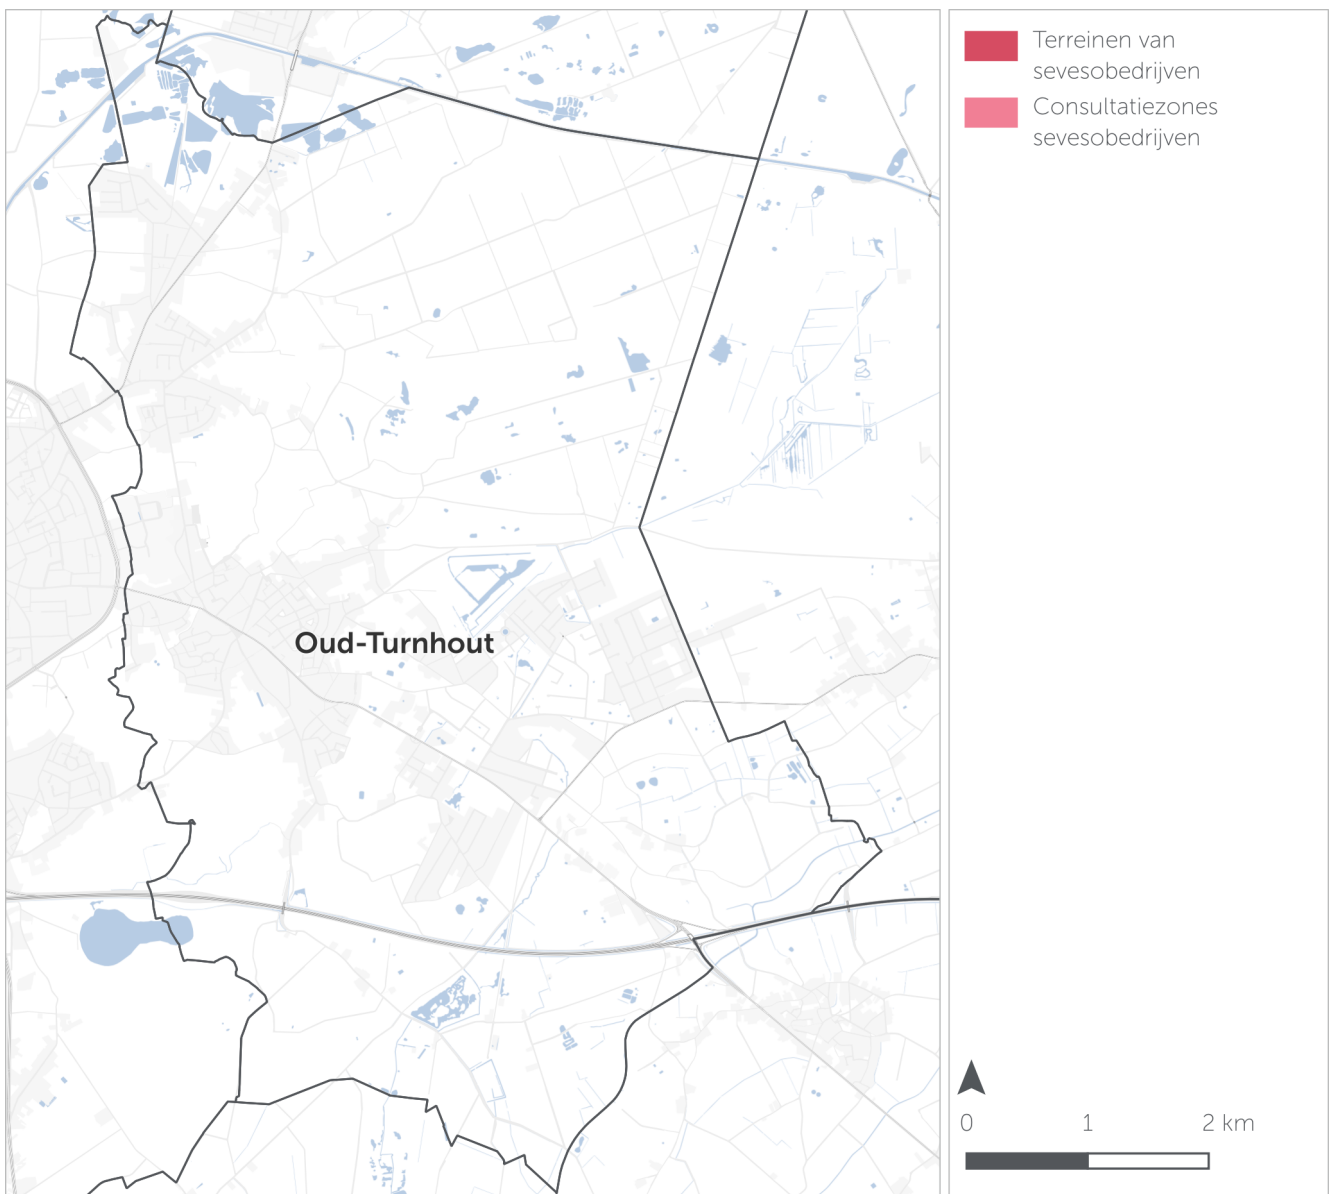 Terreinen van
sevesobedrijven
Consultatiezones
sevesobedrijven
Oud-Turnhout
0 1 2 km